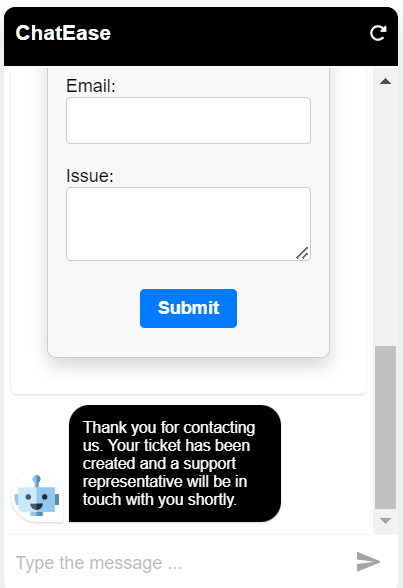 ChatEase
Email:
Issue:
Submit
Thank you for contacting
us. Your ticket has been
created and a support
representative will be in
touch with you shortly.
Type the message ...